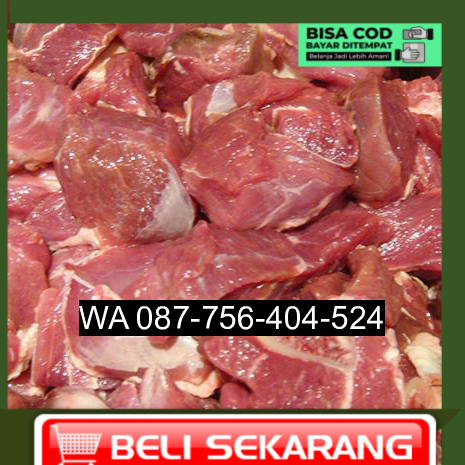 BISA COD
BAYAR DITEMPAT
Belanja Jadi Lebih Aman!
WA 087-756-404-524
BELI SEKARANG